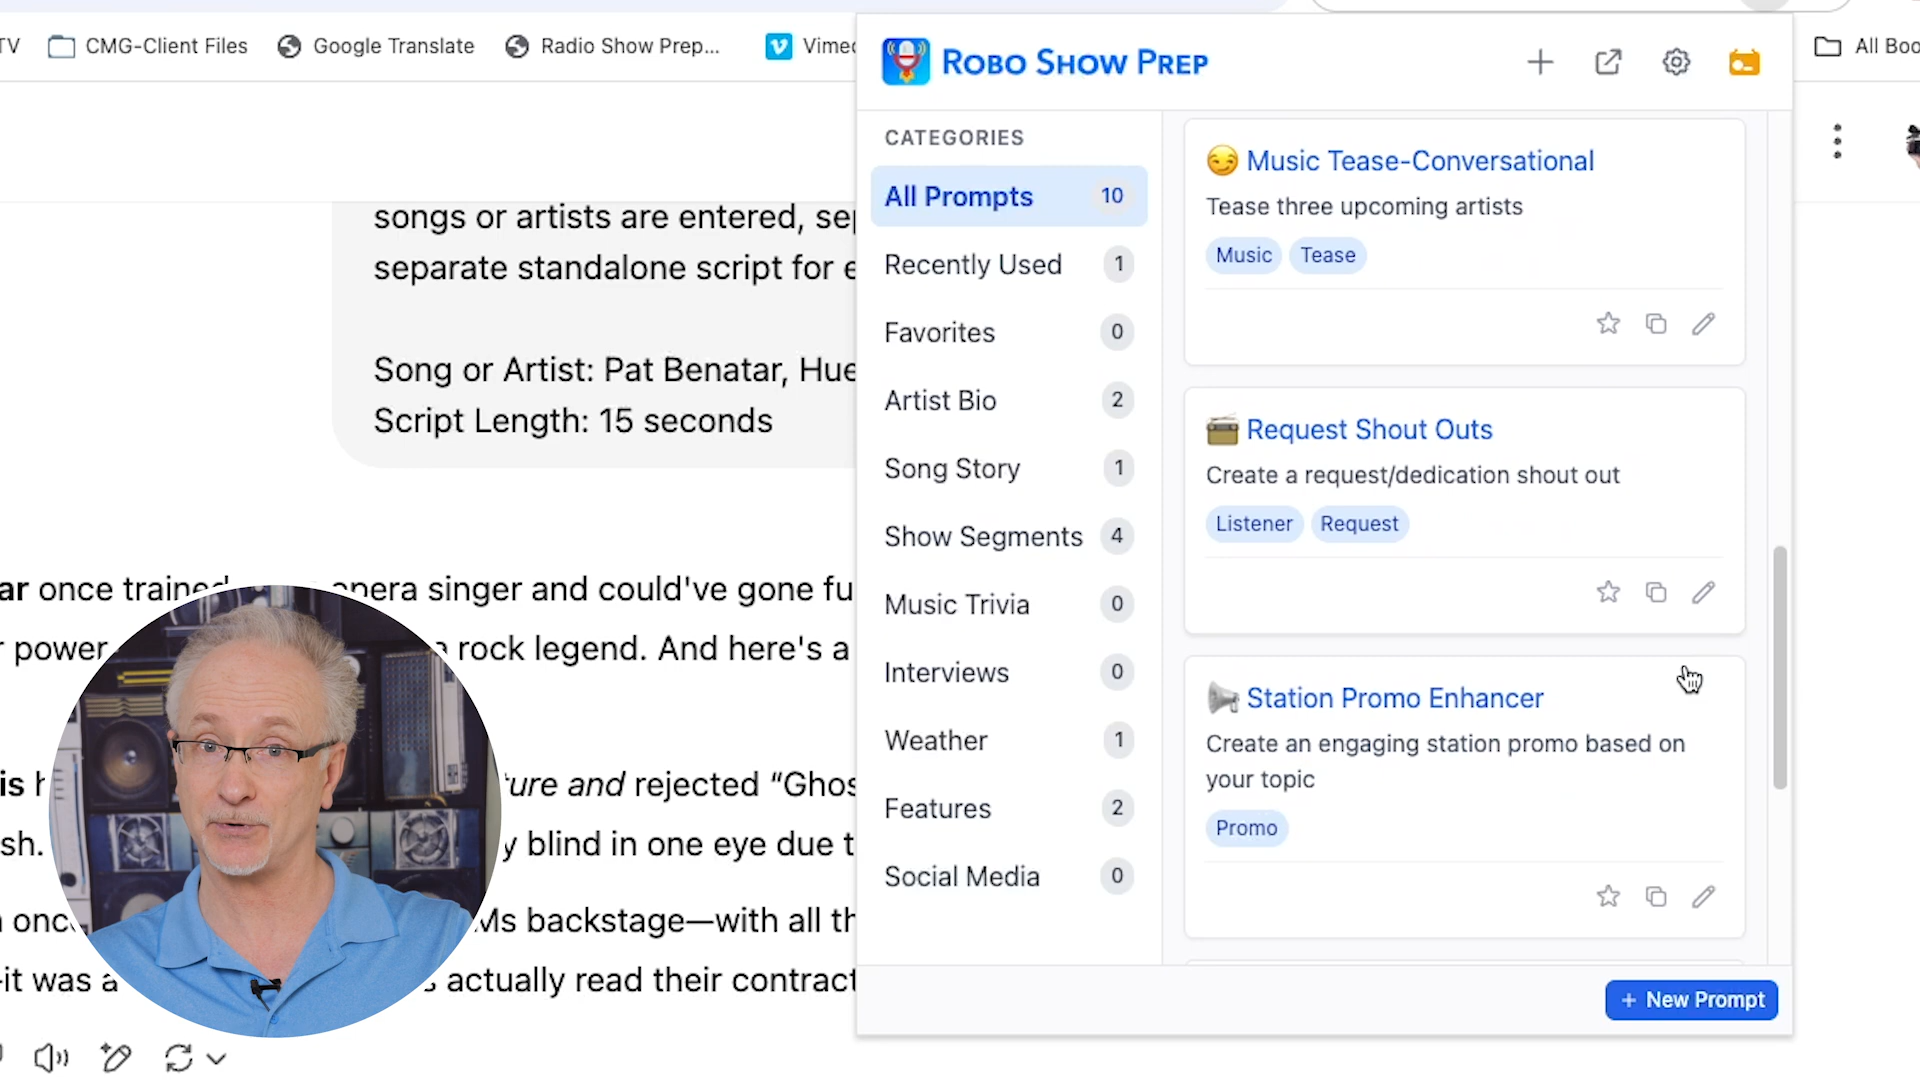 TV
CMG-Client Files
Google Translate
Radio Show Prep...
Vimeo
All Boo
songs or artists are entered, sep
separate standalone script for e
Song or Artist: Pat Benatar, Hue
Script Length: 15 seconds
ar once trained opera singer and could've gone fu
r power rock legend. And here's a
is h ture and rejected “Ghos
sh. y blind in one eye due t
n once Ms backstage—with all th
-it was a s actually read their contract
ROBO SHOW PREP
CATEGORIES
All Prompts 10
Recently Used 1
Favorites 0
Artist Bio 2
Song Story 1
Show Segments 4
Music Trivia 0
Interviews 0
Weather 1
Features 2
Social Media 0
Music Tease-Conversational
Tease three upcoming artists
Music Tease
Request Shout Outs
Create a request/dedication shout out
Listener Request
Station Promo Enhancer
Create an engaging station promo based on
your topic
Promo
+ New Prompt